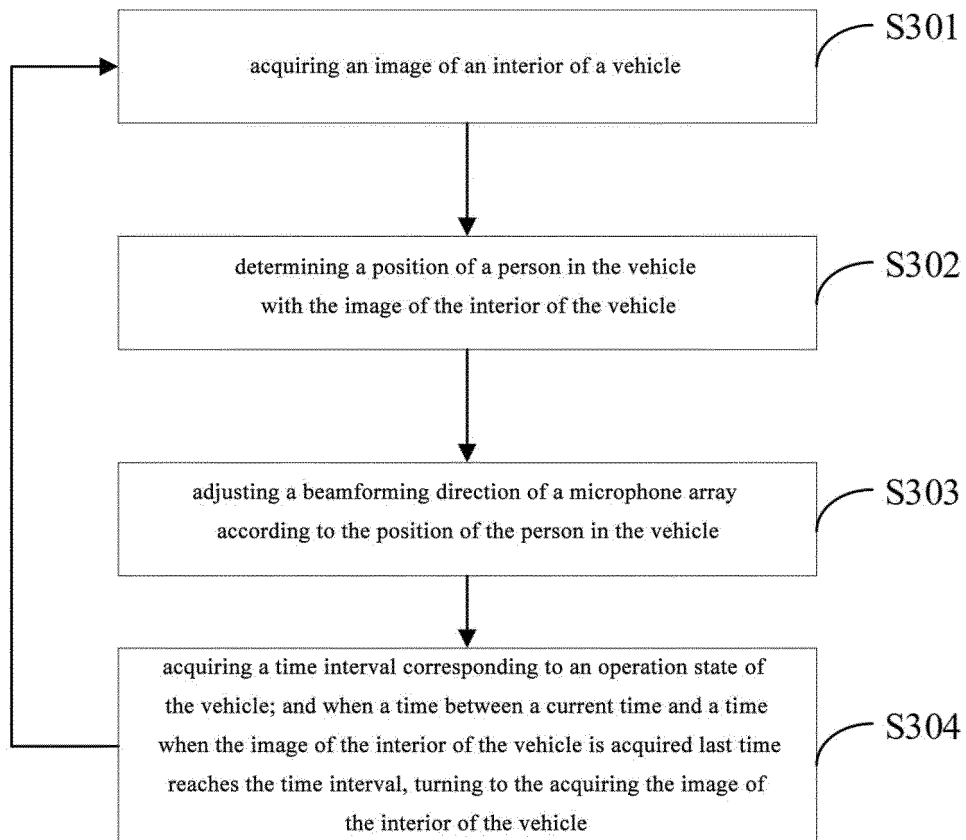 acquiring an image of an interior of a vehicle
S301
determining a position of a person in the vehicle
with the image of the interior of the vehicle
S302
adjusting a beamforming direction of a microphone array
according to the position of the person in the vehicle
S303
acquiring a time interval corresponding to an operation state of
the vehicle; and when a time between a current time and a time
when the image of the interior of the vehicle is acquired last time
reaches the time interval, turning to the acquiring the image of
the interior of the vehicle
S304